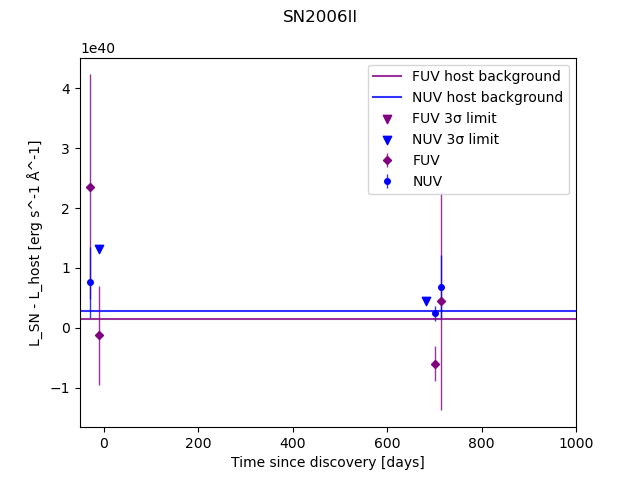 SN2006ll
1e40
FUV host background
NUV host background
FUV 3σ limit
NUV 3σ limit
FUV
NUV
L_SN - L_host [erg s^-1 Å^-1]
4
3
2
1
0
−1
0
200
400
600
800
1000
Time since discovery [days]